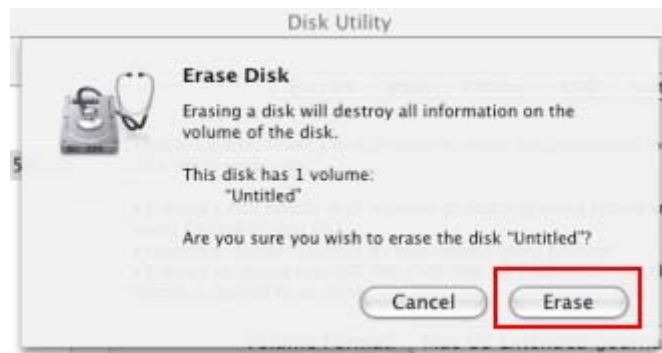 Disk Utility
Erase Disk
Erasing a disk will destroy all information on the
volume of the disk.
This disk has 1 volume:
"Untitled"
Are you sure you wish to erase the disk "Untitled"?
Cancel
Erase